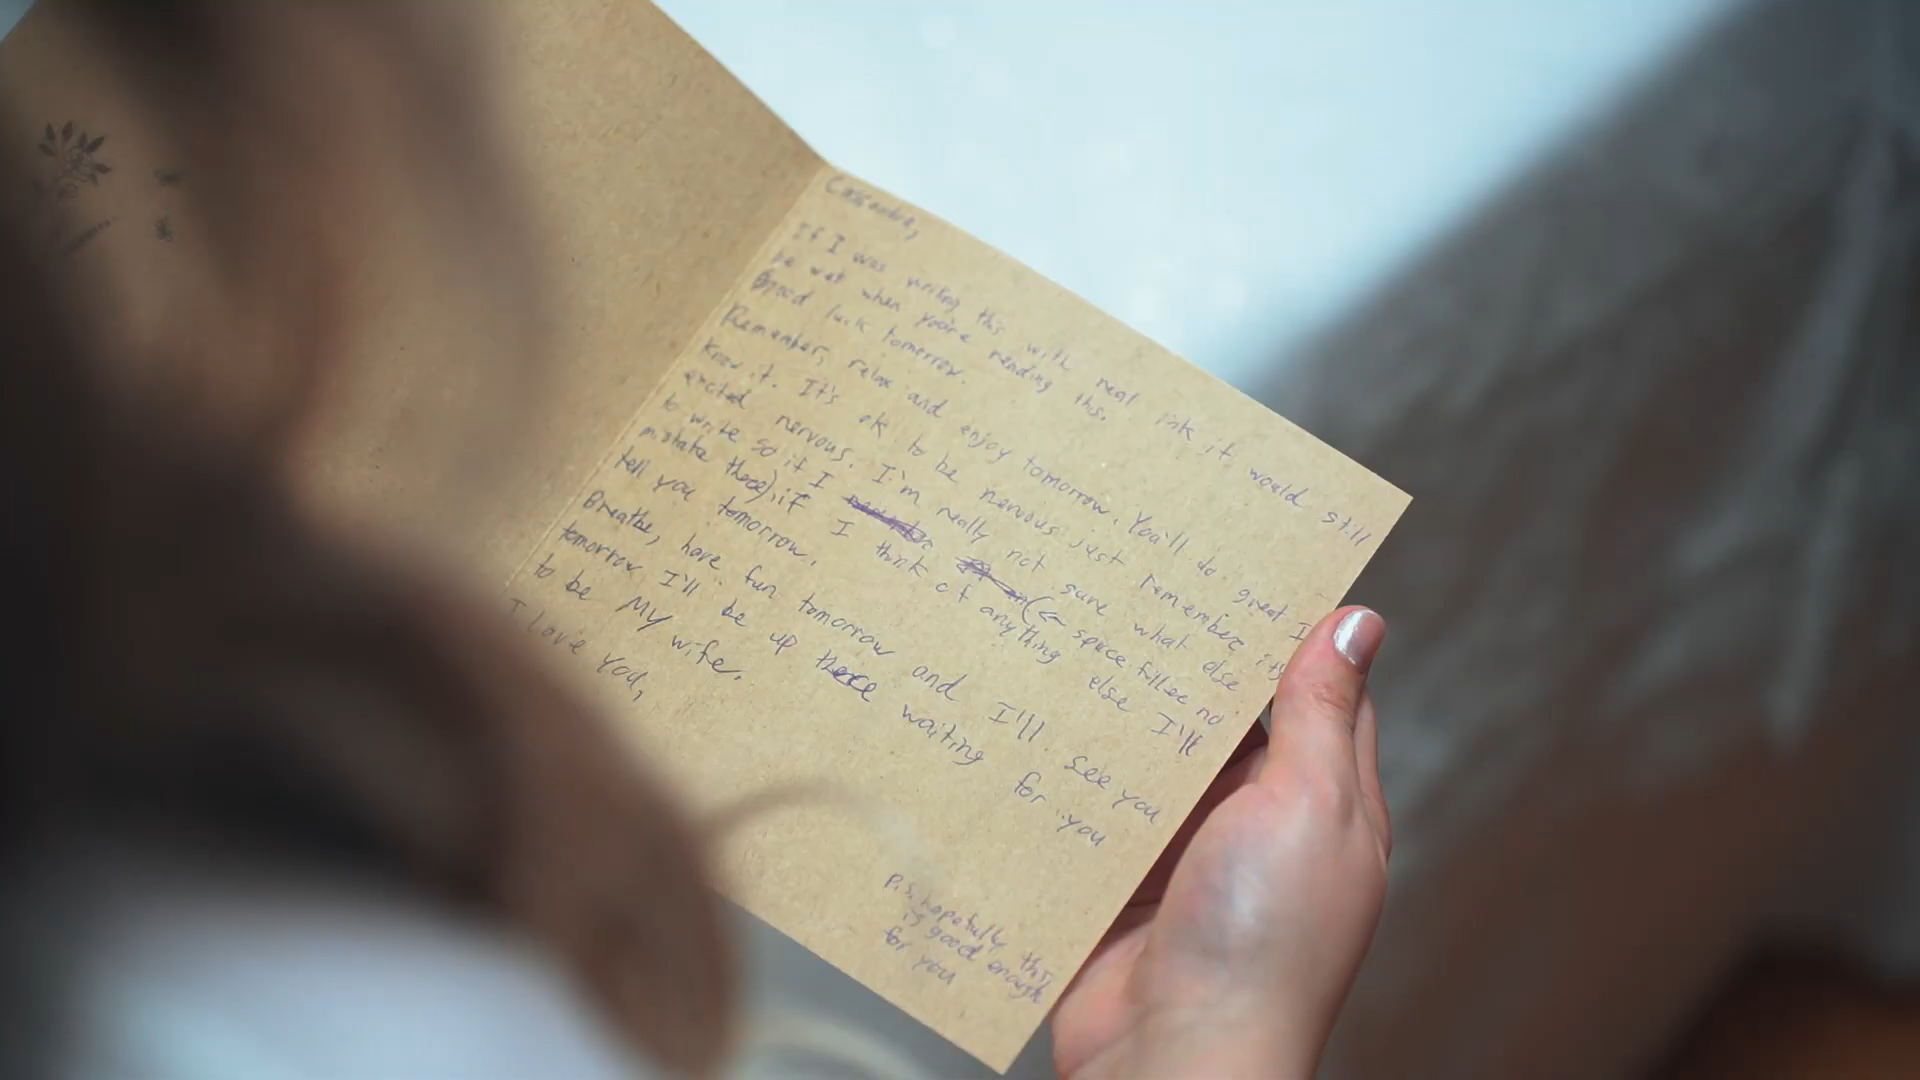 Cassandra,
If I was writing this with real ink it would still
be wet when you're reading this.
Good luck tomorrow.
Remember, relax and enjoy tomorrow. You'll do great I
know it. It's ok to be nervous just remember its
excited nervous. I'm really not sure what else
to write so if I (← space filler no
mistake there), if I think of anything else I'll
tell you tomorrow.
Breathe, have fun tomorrow and I'll see you
tomorrow I'll be up there waiting for you
to be My wife.
I love You,
P.S. hopefully this
is good enough
for you